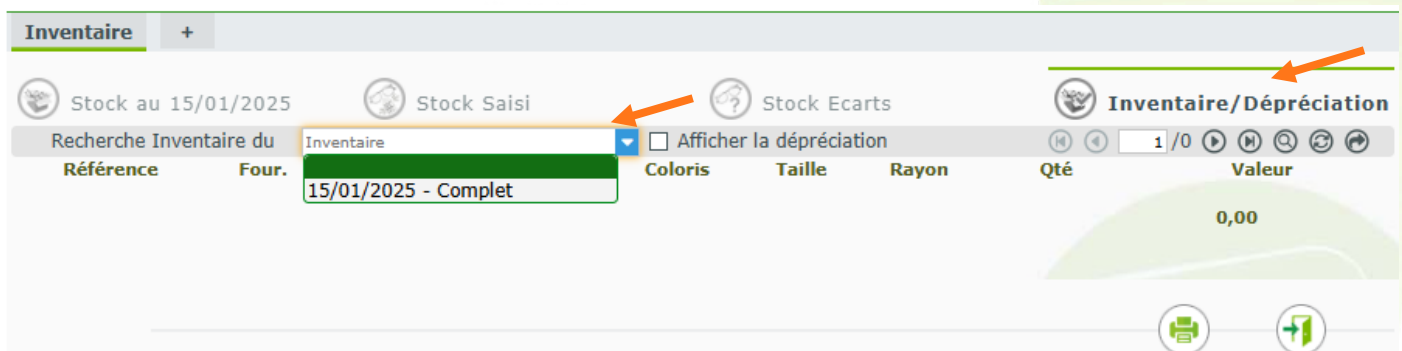 Inventaire +
Stock au 15/01/2025 Stock Saisi Stock Ecarts Inventaire/Dépréciation
Recherche Inventaire du Inventaire Afficher la dépréciation 1 /0
Référence Four. Coloris Taille Rayon Qté Valeur
15/01/2025 - Complet
0,00